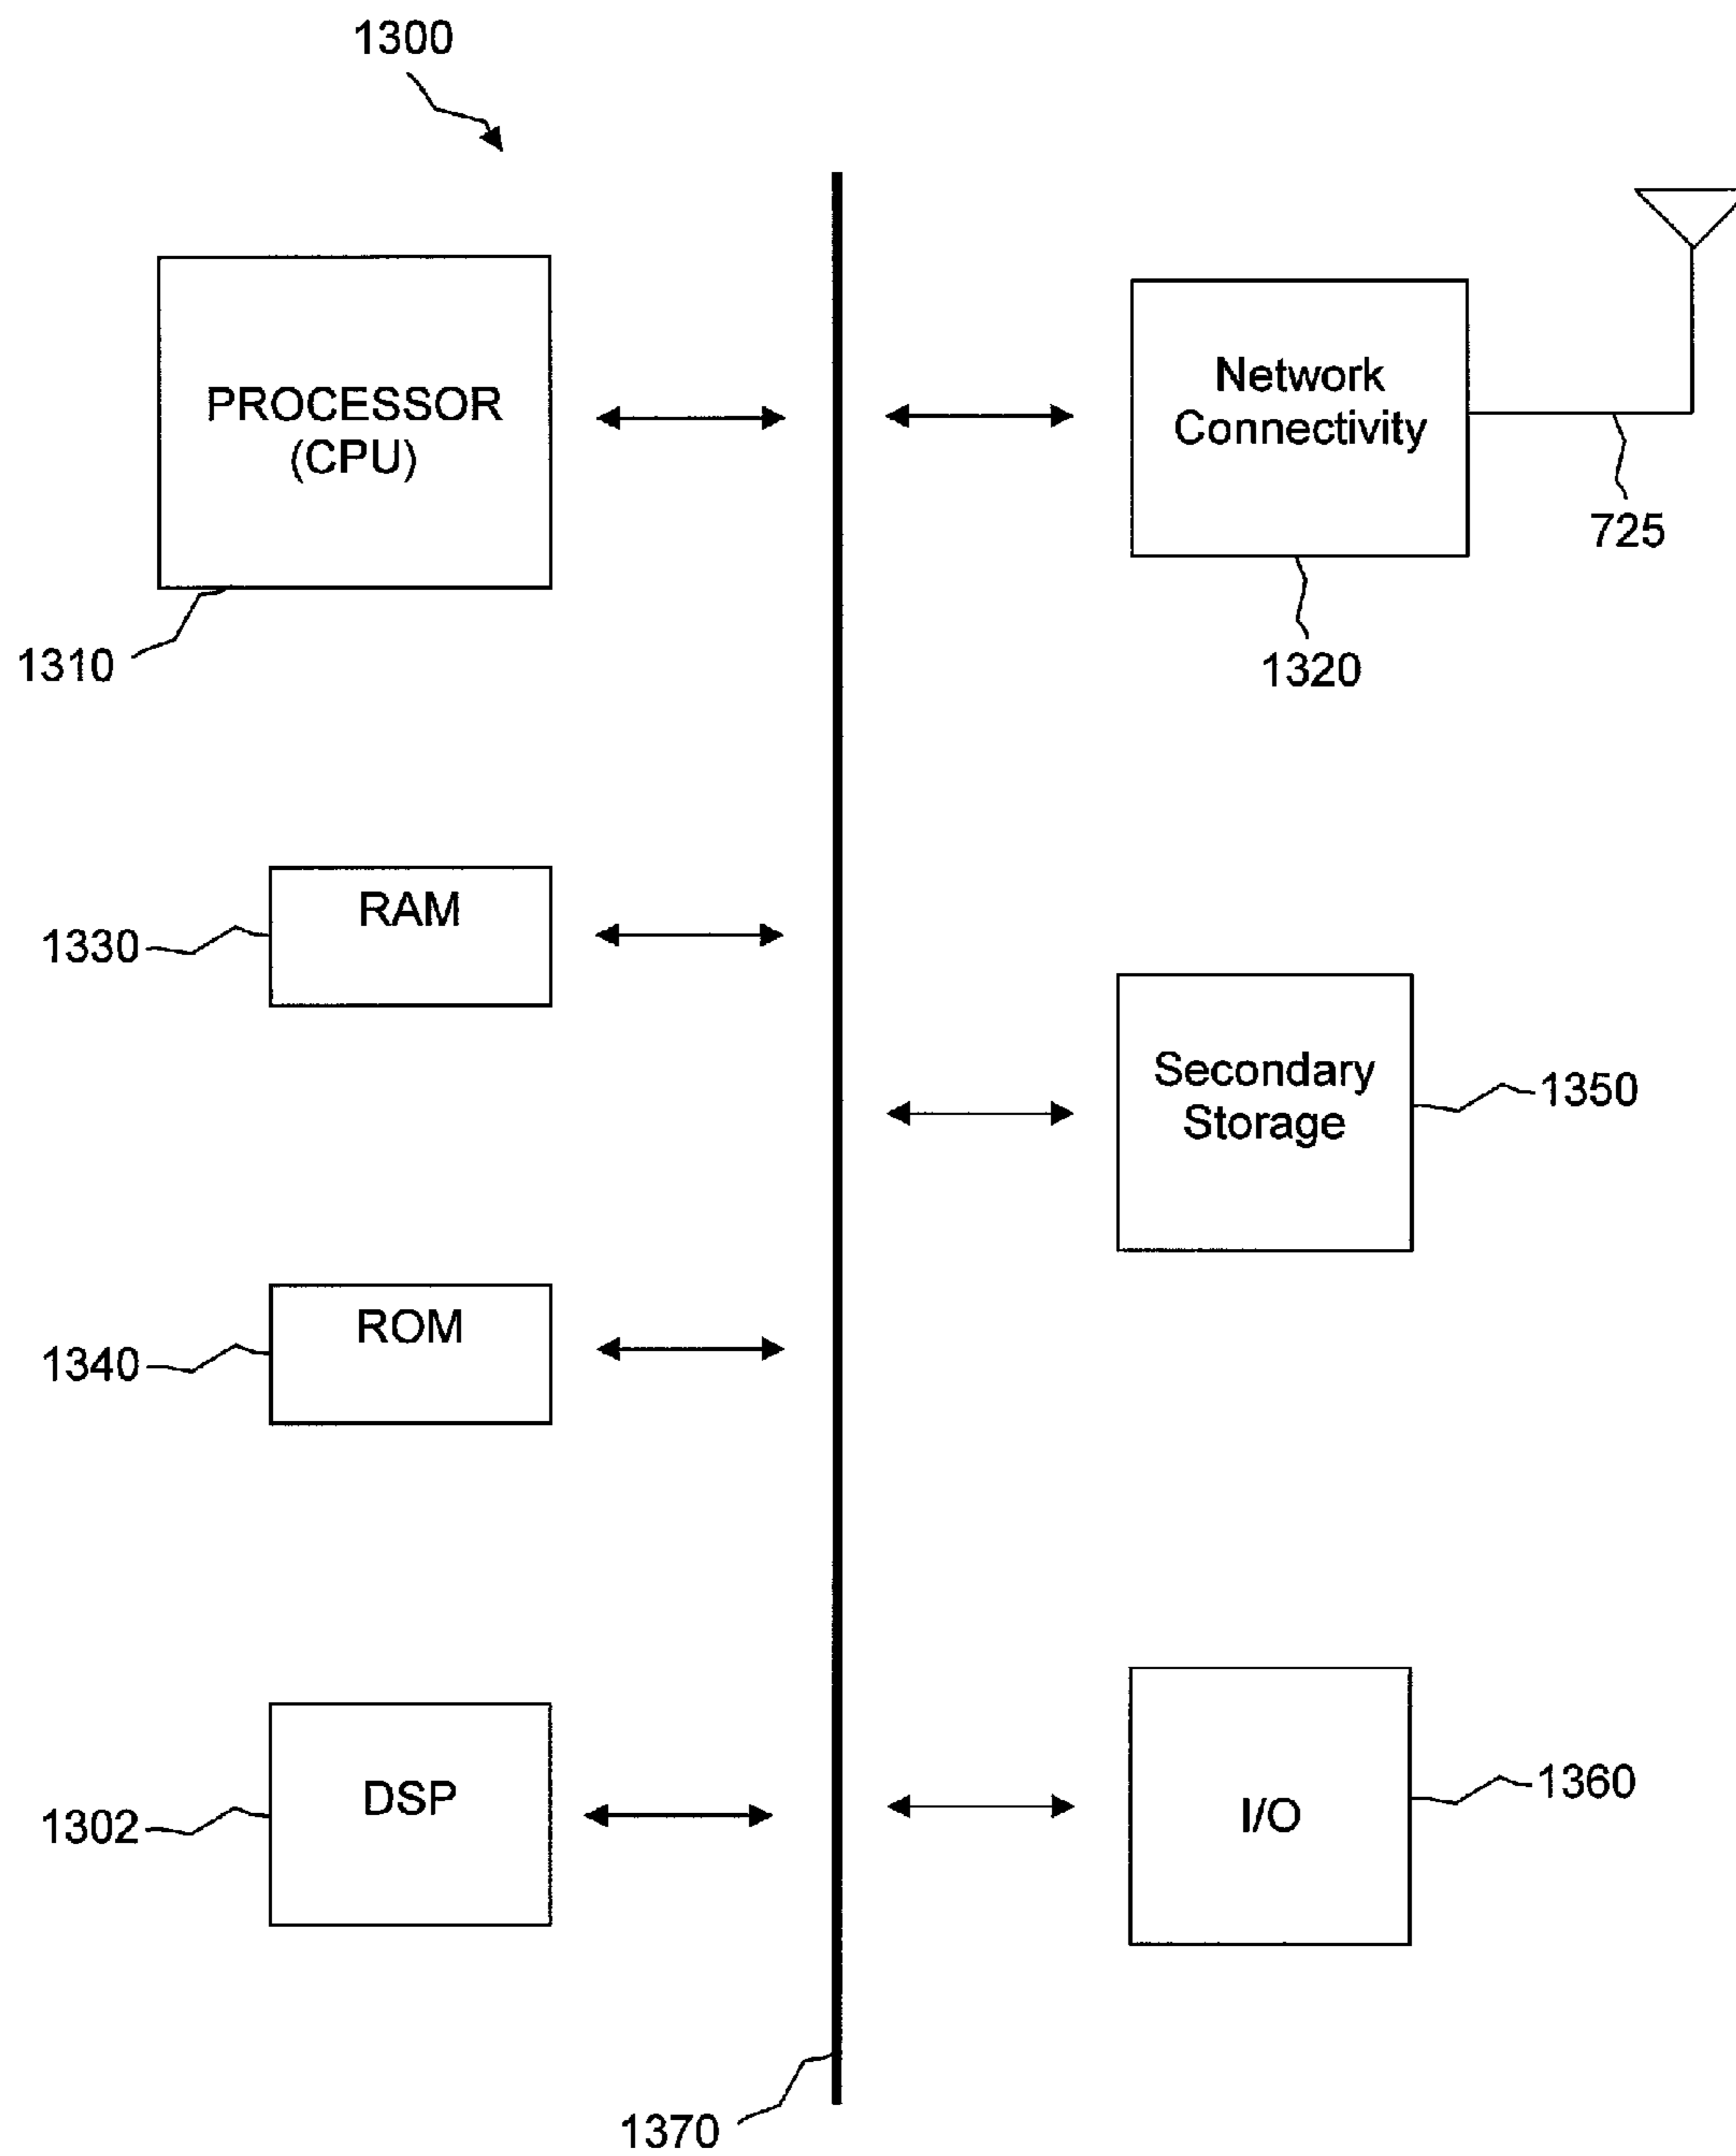 1300
PROCESSOR
(CPU)
1310
Network
Connectivity
725
1320
RAM
1330
Secondary
Storage
1350
ROM
1340
DSP
1302
I/O
1360
1370